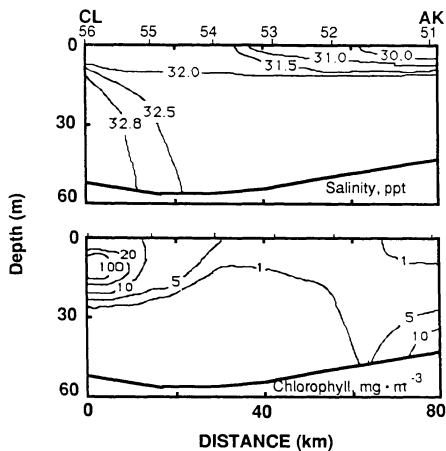 CL AK
56 55 54 53 52 51
0
30.0
31.0
31.5
32.0
32.5
32.8
30
60
Salinity, ppt
Depth (m)
0
20
100
10
5
1
1
30
5
10
60
Chlorophyll, mg · m⁻³
0 40 80
DISTANCE (km)